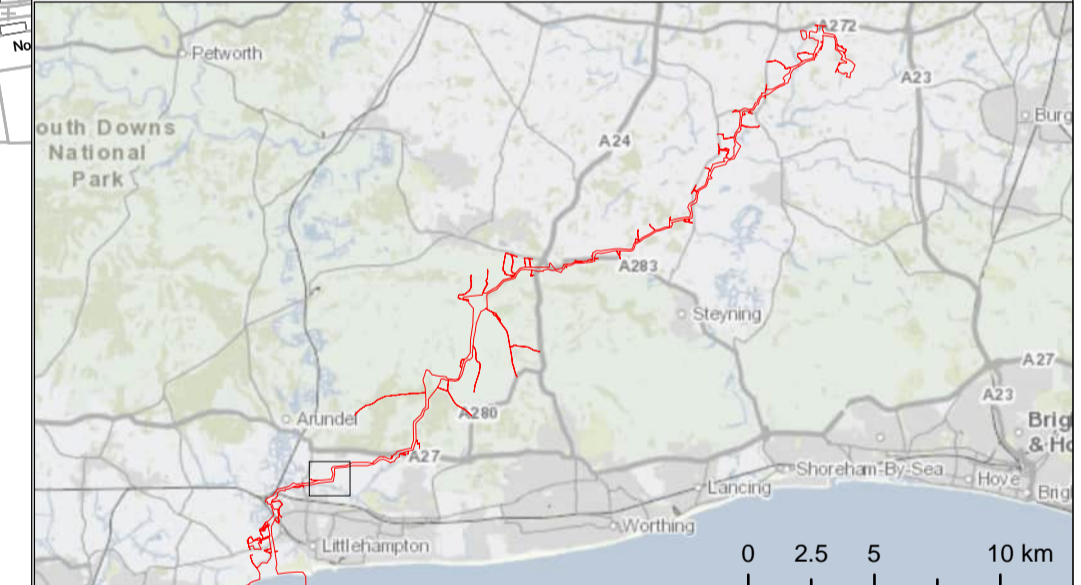 No
A272
Petworth
A23
Burg
outh Downs
National
Park
A24
A283
Steyning
A27
A23
Arundel
A280
Brig
& Ho
A27
Shoreham-By-Sea
Hove
Lancing
Brig
Worthing
Littlehampton
0 2.5 5 10 km